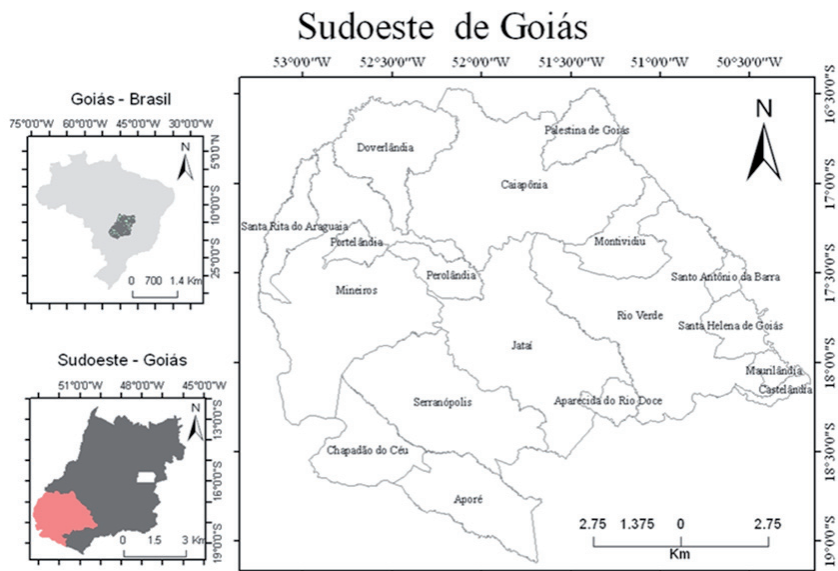 Sudoeste de Goiás
Goiás - Brasil
75°0'0"W 60°0'0"W 45°0'0"W 30°0'0"W
N
5°0'0"N
10°0'0"S
25°0'0"S
0 700 1.4 Km
Sudoeste - Goiás
51°0'0"W 48°0'0"W 45°0'0"W
N
13°0'0"S
16°0'0"S
19°0'0"S
0 1.5 3 Km
53°0'0"W 52°30'0"W 52°0'0"W 51°30'0"W 51°0'0"W 50°30'0"W
16°30'0"S
17°0'0"S
17°30'0"S
18°0'0"S
18°30'0"S
19°0'0"S
N
Palestina de Goiás
Doverlândia
Caiapônia
Santa Rita do Araguaia
Portelândia
Montividiu
Perolândia
Santo Antônio da Barra
Mineiros
Rio Verde
Santa Helena de Goiás
Jataí
Maurilândia
Castelândia
Serranópolis
Aparecida do Rio Doce
Chapadão do Céu
Aporé
2.75 1.375 0 2.75
Km